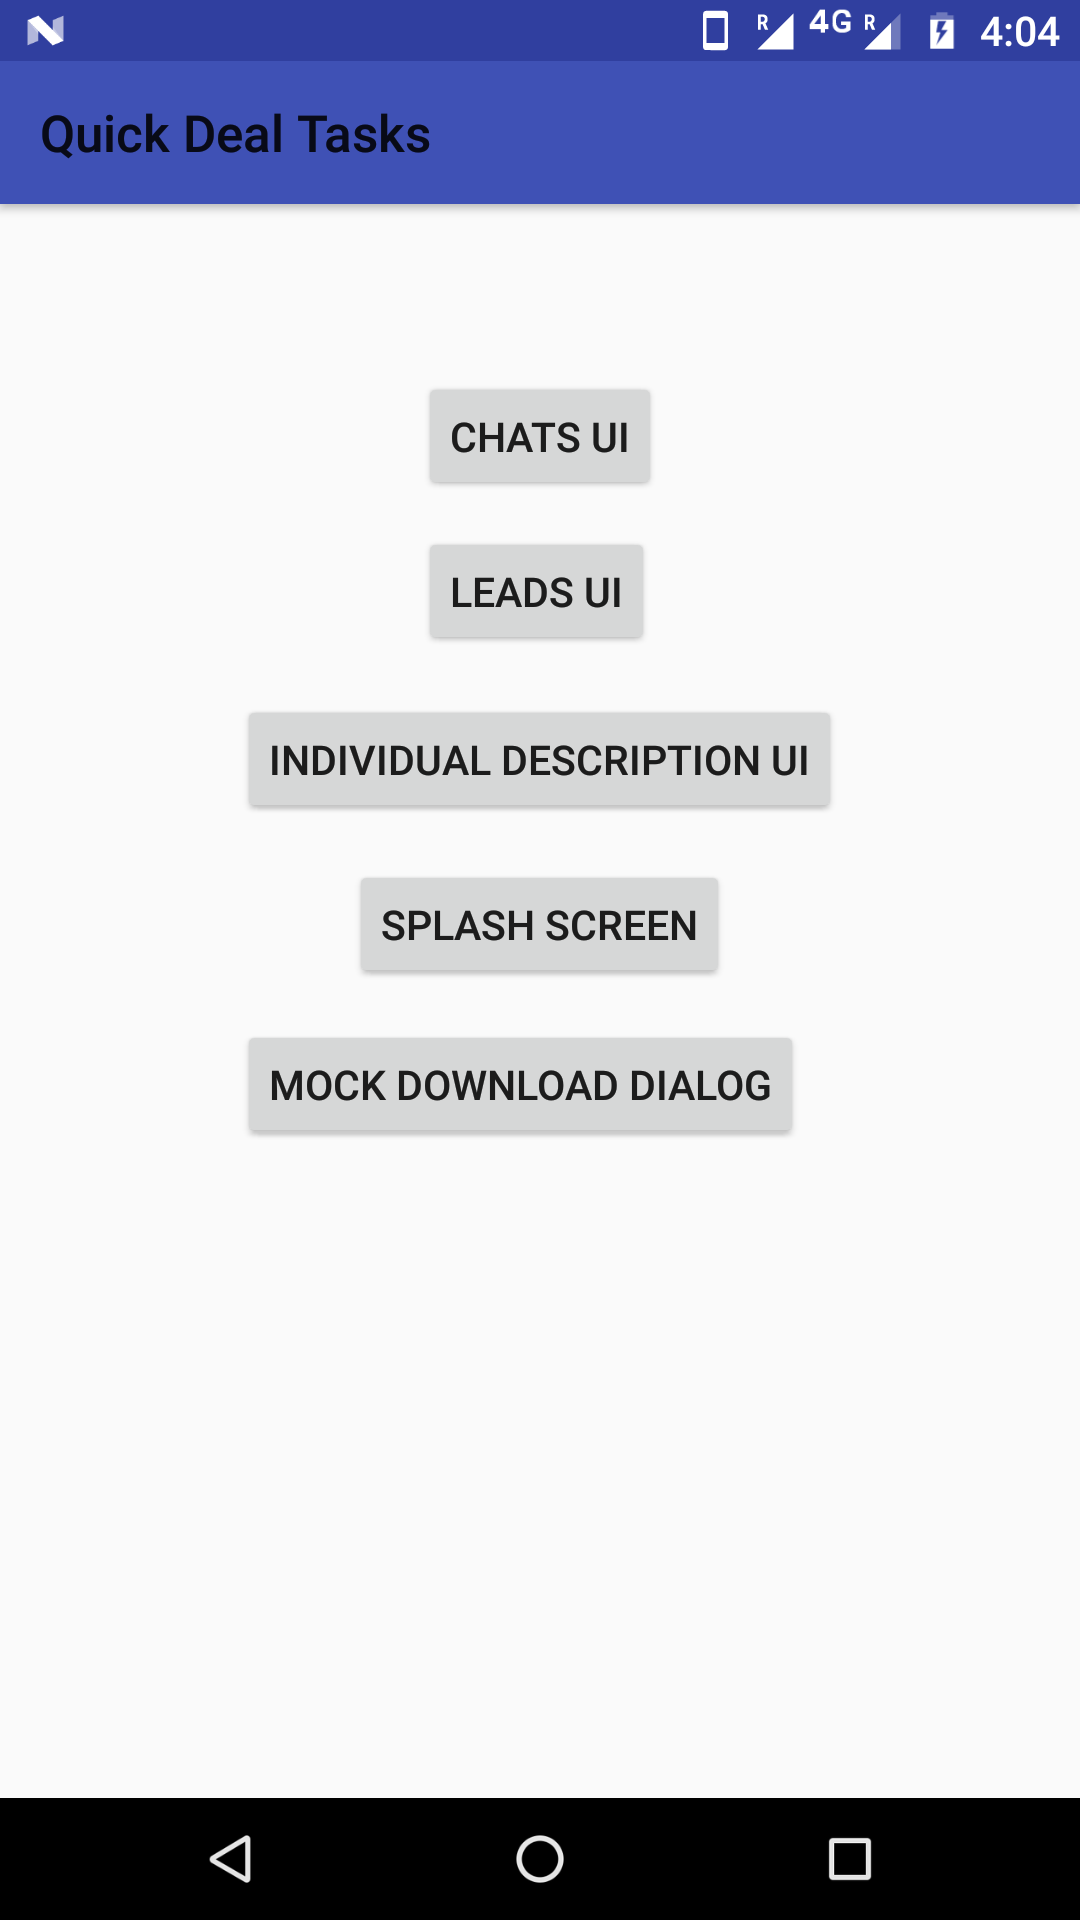 R 4G R 4:04
Quick Deal Tasks
CHATS UI
LEADS UI
INDIVIDUAL DESCRIPTION UI
SPLASH SCREEN
MOCK DOWNLOAD DIALOG